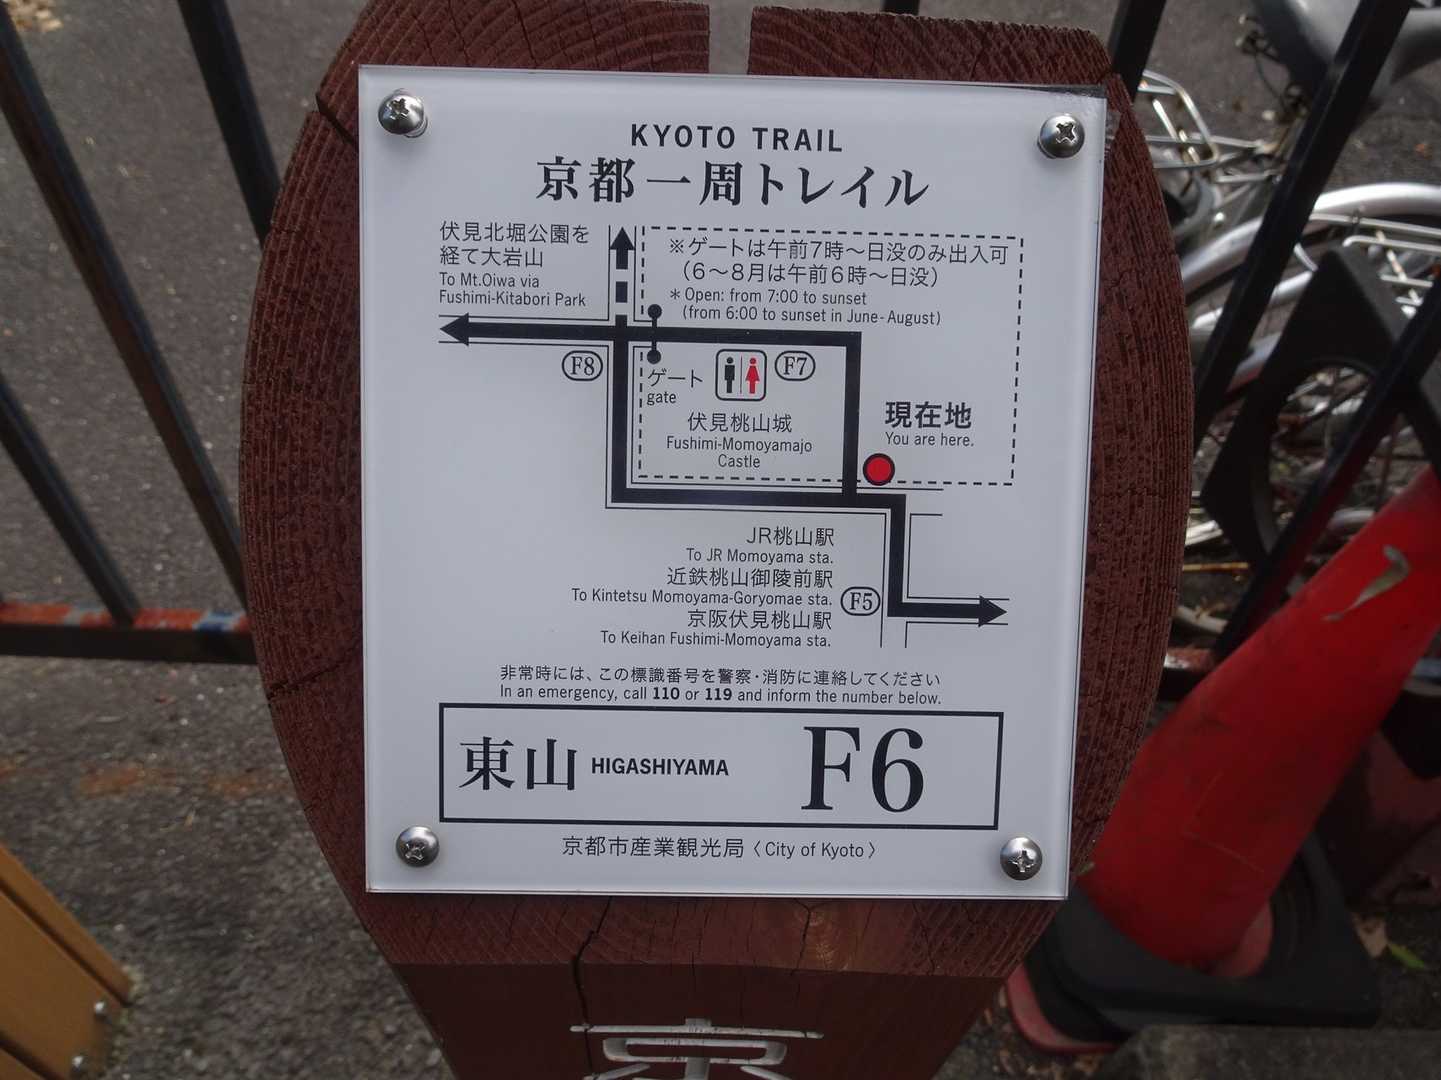 KYOTO TRAIL
京都一周トレイル
伏見北堀公園を
経て大岩山
To Mt.Oiwa via
Fushimi-Kitabori Park
※ゲートは午前7時～日没のみ出入可
（6～8月は午前6時～日没）
＊Open: from 7:00 to sunset
(from 6:00 to sunset in June-August)
F8
F7
ゲート
gate
伏見桃山城
Fushimi-Momoyamajo
Castle
現在地
You are here.
JR桃山駅
To JR Momoyama sta.
近鉄桃山御陵前駅
To Kintetsu Momoyama-Goryomae sta.
F5
京阪伏見桃山駅
To Keihan Fushimi-Momoyama sta.
非常時には、この標識番号を警察・消防に連絡してください
In an emergency, call 110 or 119 and inform the number below.
東山 HIGASHIYAMA F6
京都市産業観光局〈City of Kyoto〉